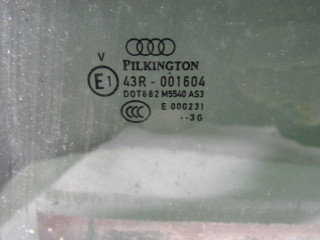 V
PILKINGTON
E1 43R - 001604
DOT682 M5540 AS3
CCC E 000231
--3G